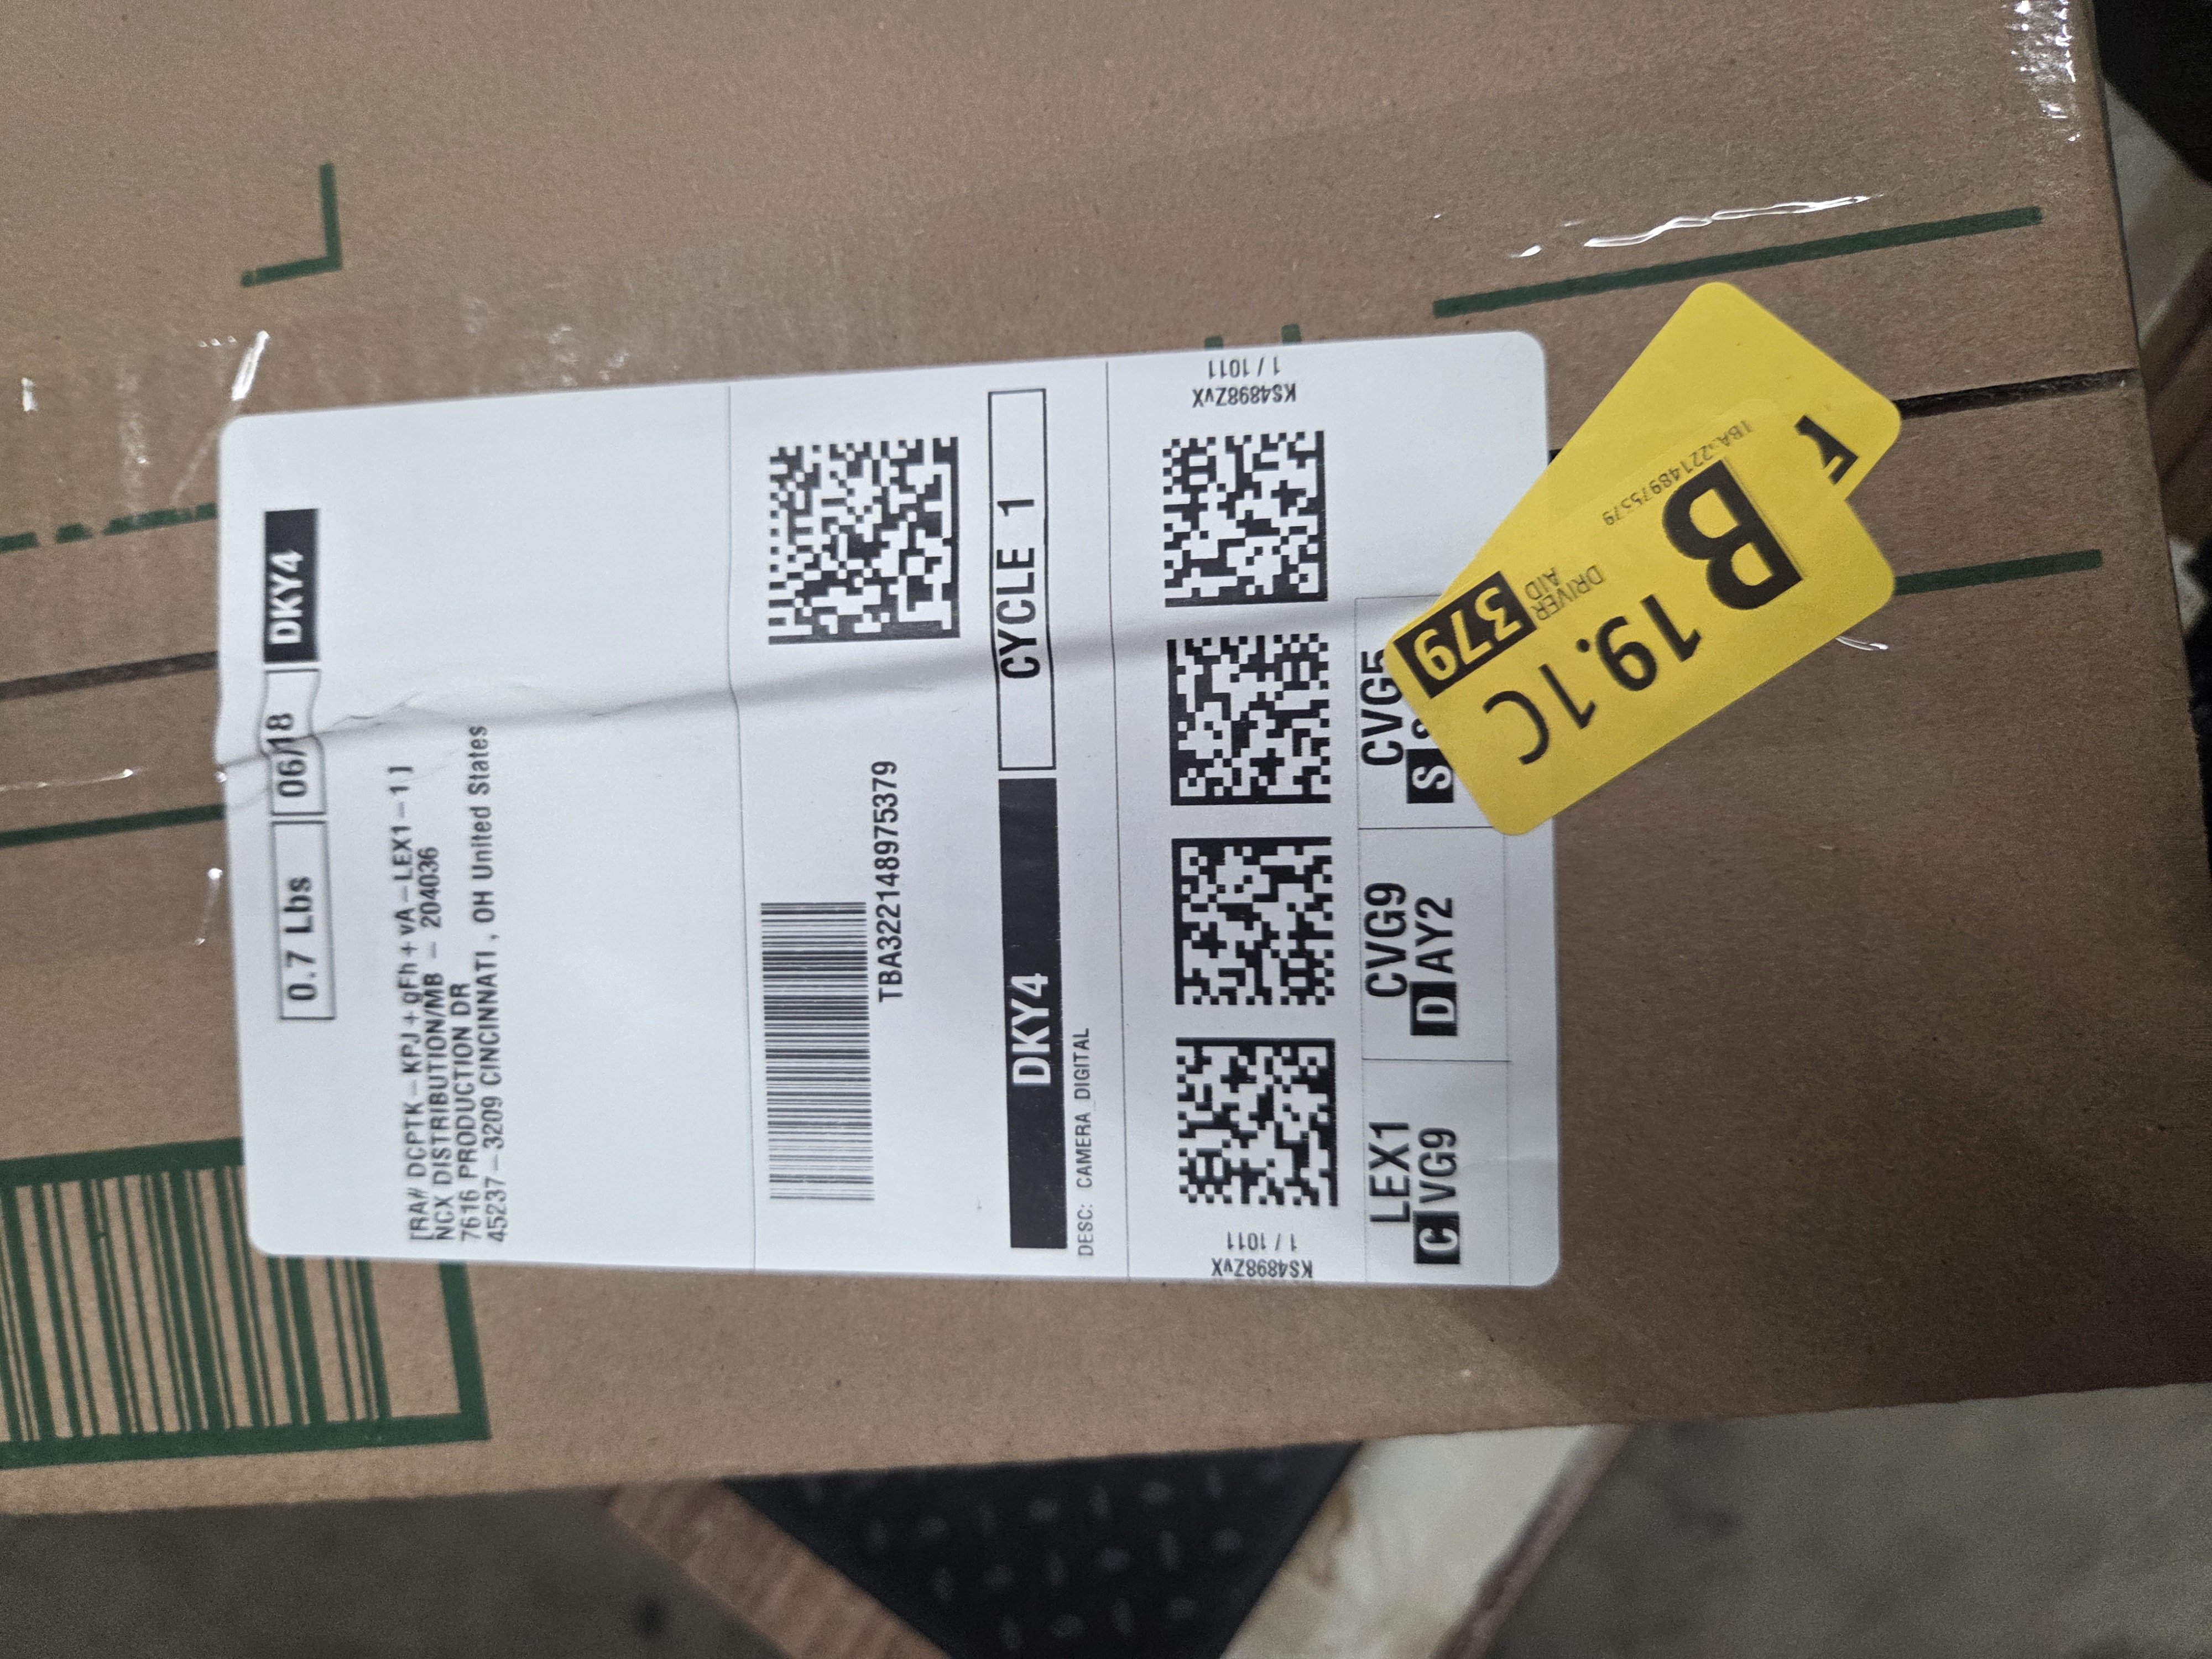 0.7 Lbs 06/18 DKY4
[RA# DCPTK-KPJ+gFh+vA-LEX1-1]
NCX DISTRIBUTION/MB - 204036
7616 PRODUCTION DR
45237-3209 CINCINNATI, OH United States
TBA322148975379
DKY4 CYCLE 1
DESC: CAMERA_DIGITAL
KS4898ZvX
1 / 1011
KS4898ZvX
1 / 1011
LEX1
CVG9
CVG9
DAY2
CVG5
S
TBA322148975379
B
DRIVER
AID
379
19.1C